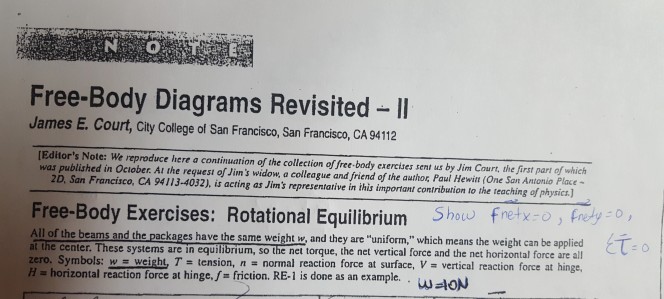 NOTE
Free-Body Diagrams Revisited – II
James E. Court, City College of San Francisco, San Francisco, CA 94112
[Editor's Note: We reproduce here a continuation of the collection of free-body exercises sent us by Jim Court, the first part of which
was published in October. At the request of Jim's widow, a colleague and friend of the author, Paul Hewitt (One San Antonio Place –
2D, San Francisco, CA 94113-4032), is acting as Jim's representative in this important contribution to the teaching of physics.]
Free-Body Exercises: Rotational Equilibrium Show Fnetx=0, Fnety=0,
All of the beams and the packages have the same weight w, and they are "uniform," which means the weight can be applied
at the center. These systems are in equilibrium, so the net torque, the net vertical force and the net horizontal force are all Στ=0
zero. Symbols: w = weight, T = tension, n = normal reaction force at surface, V = vertical reaction force at hinge,
H = horizontal reaction force at hinge, f = friction. RE-1 is done as an example. W=10N